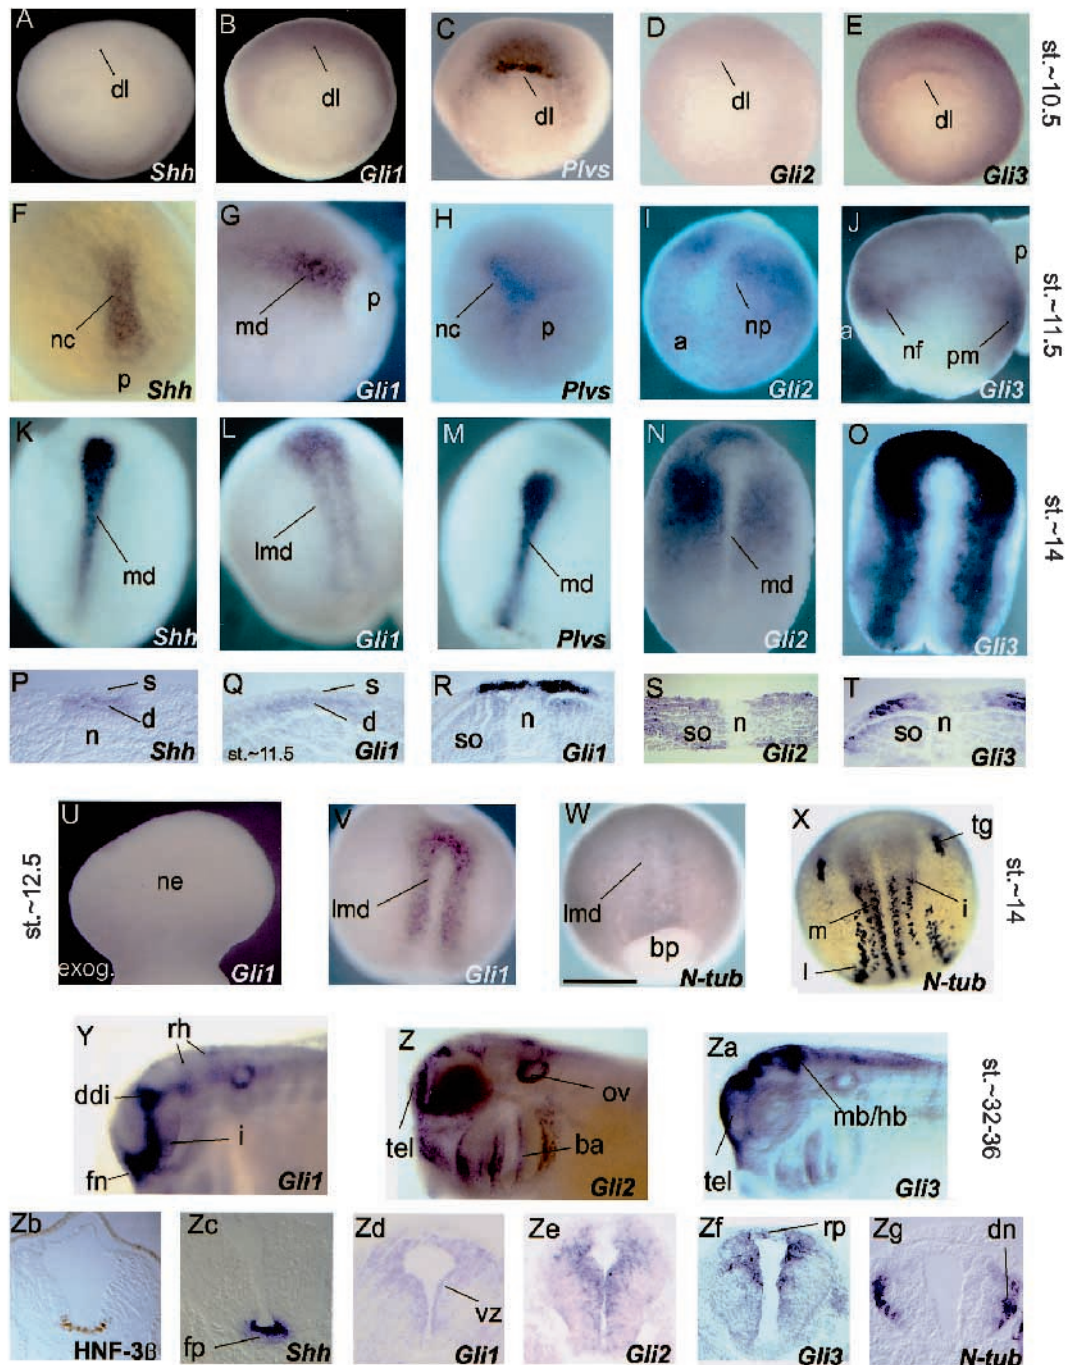 A
dl
Shh
B
dl
Gli1
C
dl
Plvs
D
dl
Gli2
E
dl
Gli3
st.~10.5
F
nc
p
Shh
G
md
p
Gli1
H
nc
p
Plvs
I
a
np
Gli2
J
p
a
nf
pm
Gli3
st.~11.5
K
md
Shh
L
lmd
Gli1
M
md
Plvs
N
md
Gli2
O
Gli3
st.~14
P
s
d
n
Shh
Q
s
d
st.~11.5
Gli1
R
n
so
Gli1
S
so
n
Gli2
T
so
n
Gli3
st.~12.5
U
ne
exog.
Gli1
V
lmd
Gli1
W
lmd
bp
N-tub
X
tg
m
i
l
N-tub
st.~14
Y
rh
ddi
i
fn
Gli1
Z
ov
tel
ba
Gli2
Za
mb/hb
tel
Gli3
st.~32-36
Zb
HNF-3β
Zc
fp
Shh
Zd
vz
Gli1
Ze
Gli2
Zf
rp
Gli3
Zg
dn
N-tub